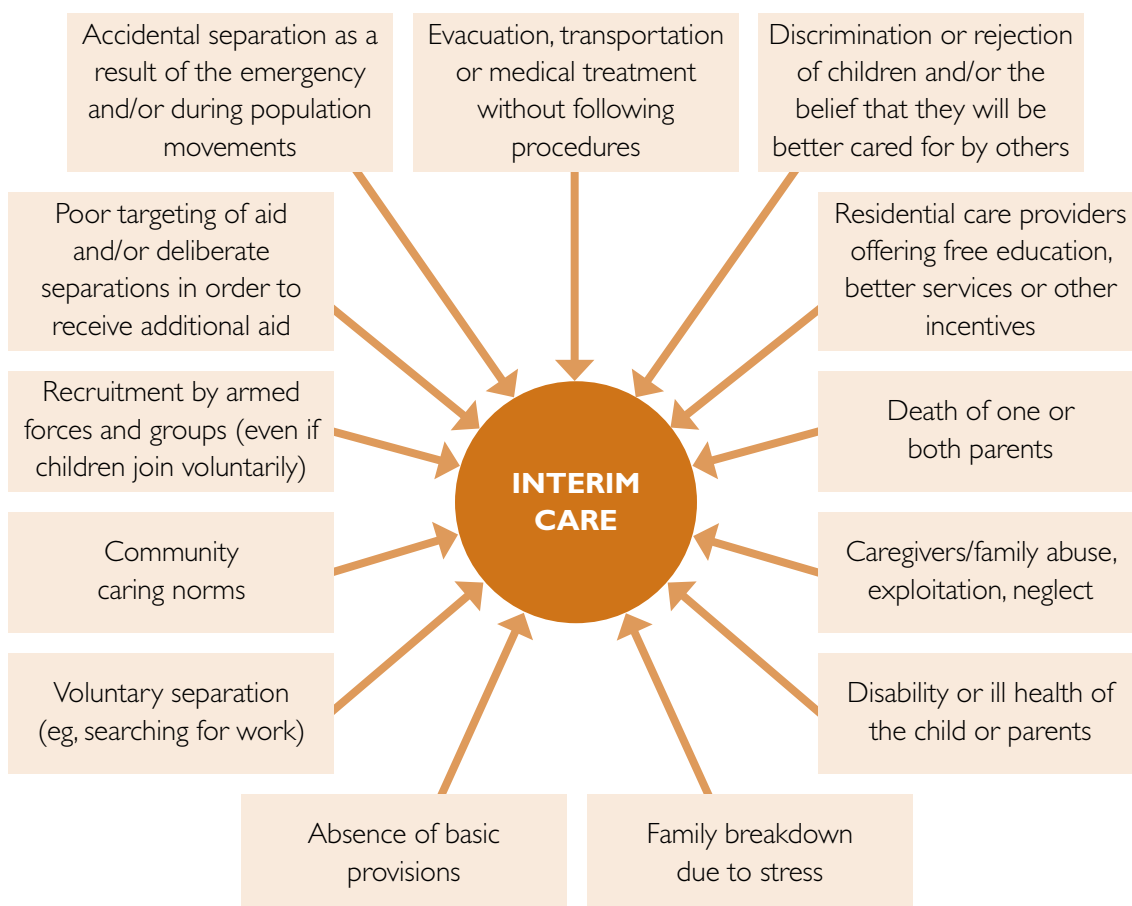 Accidental separation as a
result of the emergency
and/or during population
movements
Evacuation, transportation
or medical treatment
without following
procedures
Discrimination or rejection
of children and/or the
belief that they will be
better cared for by others
Poor targeting of aid
and/or deliberate
separations in order to
receive additional aid
Residential care providers
offering free education,
better services or other
incentives
Recruitment by armed
forces and groups (even if
children join voluntarily)
Death of one or
both parents
INTERIM
CARE
Community
caring norms
Caregivers/family abuse,
exploitation, neglect
Voluntary separation
(eg, searching for work)
Disability or ill health of
the child or parents
Absence of basic
provisions
Family breakdown
due to stress